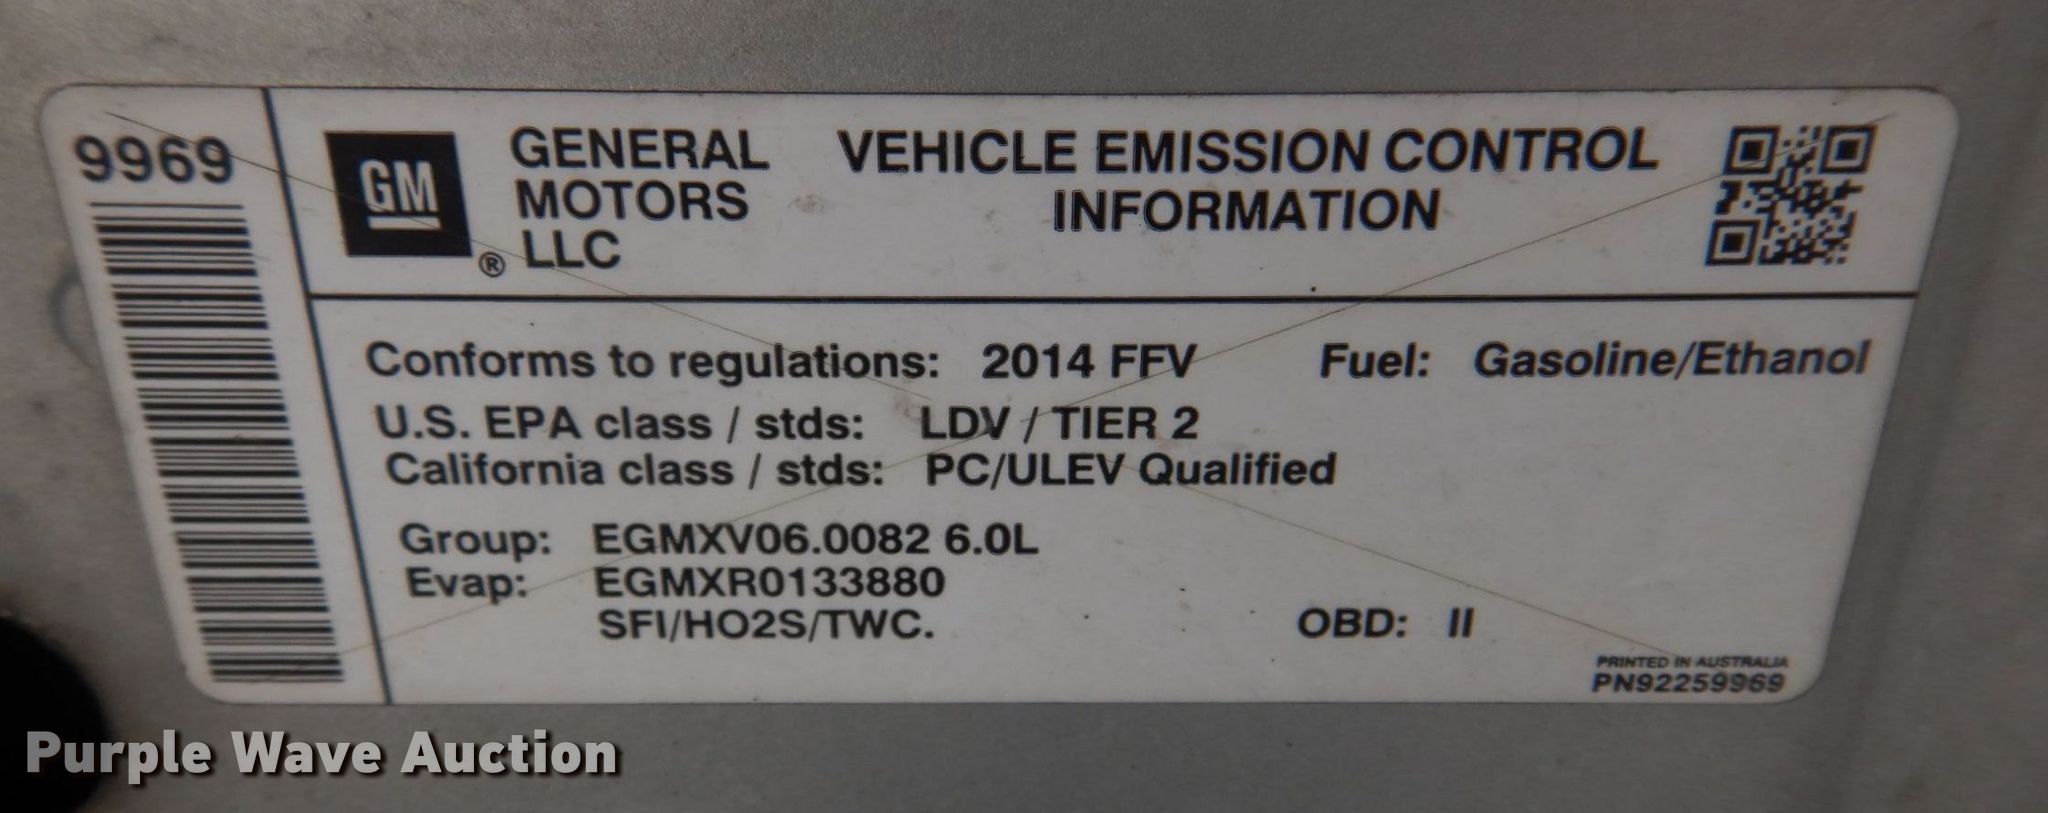 9969
GM
®
GENERAL
MOTORS
LLC
VEHICLE EMISSION CONTROL
INFORMATION
Conforms to regulations: 2014 FFV Fuel: Gasoline/Ethanol
U.S. EPA class / stds: LDV / TIER 2
California class / stds: PC/ULEV Qualified
Group: EGMXV06.0082 6.0L
Evap: EGMXR0133880
SFI/HO2S/TWC. OBD: II
PRINTED IN AUSTRALIA
PN92259969
Purple Wave Auction